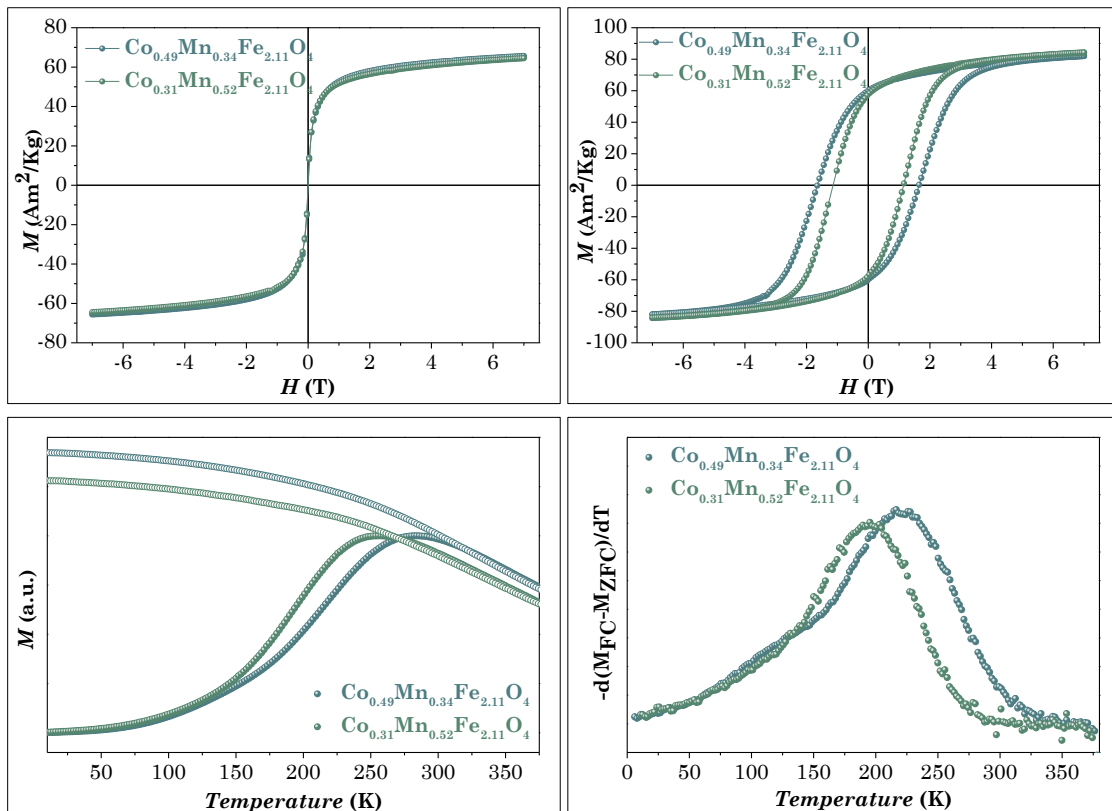 80
60
40
20
0
-20
-40
-60
-80
M (Am²/Kg)
Co₀.₄₉Mn₀.₃₄Fe₂.₁₁O₄
Co₀.₃₁Mn₀.₅₂Fe₂.₁₁O₄
-6 -4 -2 0 2 4 6
H (T)
100
80
60
40
20
0
-20
-40
-60
-80
-100
M (Am²/Kg)
Co₀.₄₉Mn₀.₃₄Fe₂.₁₁O₄
Co₀.₃₁Mn₀.₅₂Fe₂.₁₁O₄
-6 -4 -2 0 2 4 6
H (T)
M (a.u.)
Co₀.₄₉Mn₀.₃₄Fe₂.₁₁O₄
Co₀.₃₁Mn₀.₅₂Fe₂.₁₁O₄
50 100 150 200 250 300 350
Temperature (K)
-d(M_FC-M_ZFC)/dT
Co₀.₄₉Mn₀.₃₄Fe₂.₁₁O₄
Co₀.₃₁Mn₀.₅₂Fe₂.₁₁O₄
0 50 100 150 200 250 300 350
Temperature (K)